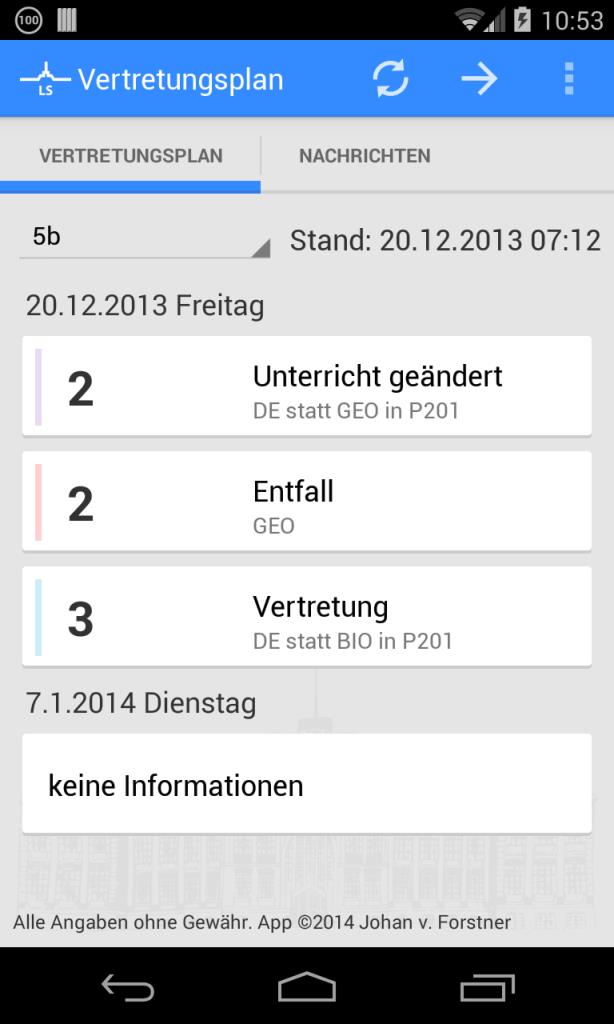 100
10:53
LS
Vertretungsplan
VERTRETUNGSPLAN
NACHRICHTEN
5b
Stand: 20.12.2013 07:12
20.12.2013 Freitag
2
Unterricht geändert
DE statt GEO in P201
2
Entfall
GEO
3
Vertretung
DE statt BIO in P201
7.1.2014 Dienstag
keine Informationen
Alle Angaben ohne Gewähr. App ©2014 Johan v. Forstner